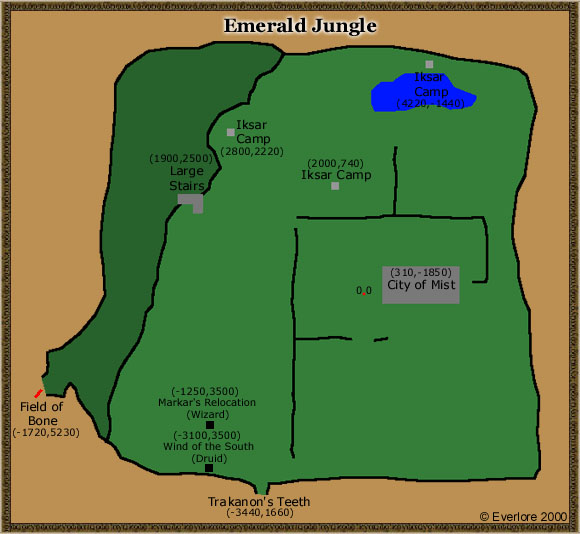 Emerald Jungle
Iksar
Camp
(4220,-1440)
Iksar
Camp
(2800,2220)
(1900,2500)
Large
Stairs
(2000,740)
Iksar Camp
(310,-1850)
City of Mist
0,0
Field of
Bone
(-1720,5230)
(-1250,3500)
Markar's Relocation
(Wizard)
(-3100,3500)
Wind of the South
(Druid)
Trakanon's Teeth
(-3440,1660)
© Everlore 2000